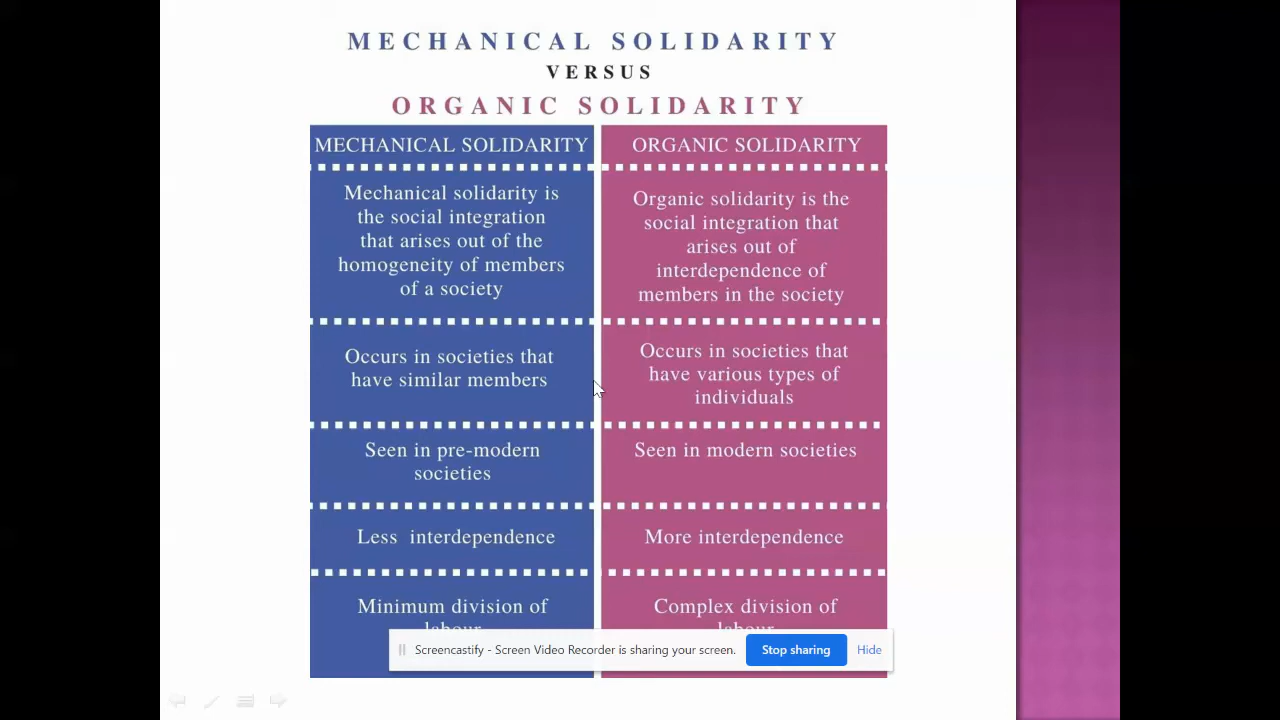 MECHANICAL SOLIDARITY
VERSUS
ORGANIC SOLIDARITY
MECHANICAL SOLIDARITY
Mechanical solidarity is
the social integration
that arises out of the
homogeneity of members
of a society
Occurs in societies that
have similar members
Seen in pre-modern
societies
Less interdependence
Minimum division of
labour
ORGANIC SOLIDARITY
Organic solidarity is the
social integration that
arises out of
interdependence of
members in the society
Occurs in societies that
have various types of
individuals
Seen in modern societies
More interdependence
Complex division of
labour
Screencastify - Screen Video Recorder is sharing your screen.
Stop sharing
Hide